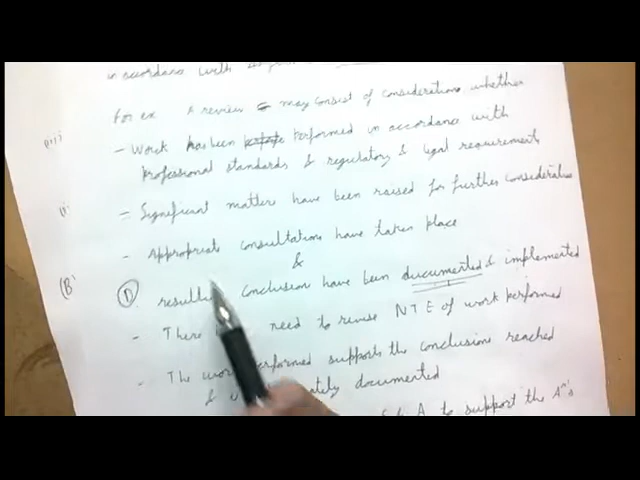 in accordance with
For ex A review may consist of consideration whether
(iii) - Work has been performed in accordance with
professional standards & regulatory & legal requirements
(i) = Significant matter have been raised for further consideration
- Appropriate consultations have taken place
&
(B) (D) conclusion have been documented & implemented
- There need to revise NTE of work performed
- The work performed supports the conclusions reached
& documented
A to support the